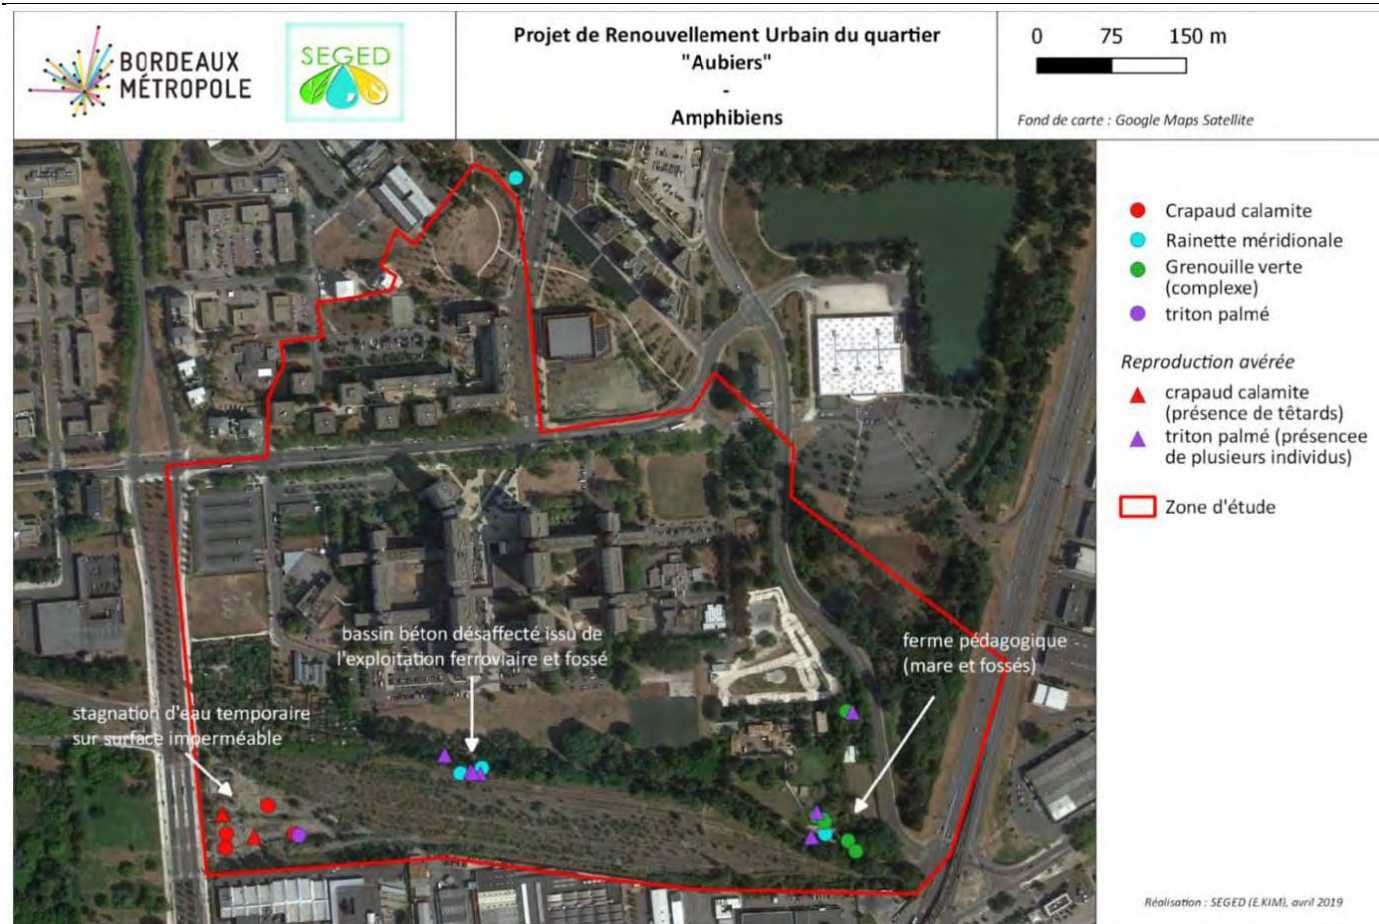 BORDEAUX
MÉTROPOLE
SEGED
Projet de Renouvellement Urbain du quartier
"Aubiers"
-
Amphibiens
0 75 150 m
Fond de carte : Google Maps Satellite
Crapaud calamite
Rainette méridionale
Grenouille verte
(complexe)
triton palmé
Reproduction avérée
crapaud calamite
(présence de têtards)
triton palmé (présencee
de plusieurs individus)
Zone d'étude
bassin béton désaffecté issu de
l'exploitation ferroviaire et fossé
ferme pédagogique
(mare et fossés)
stagnation d'eau temporaire
sur surface imperméable
Réalisation : SEGED (E.KIM), avril 2019